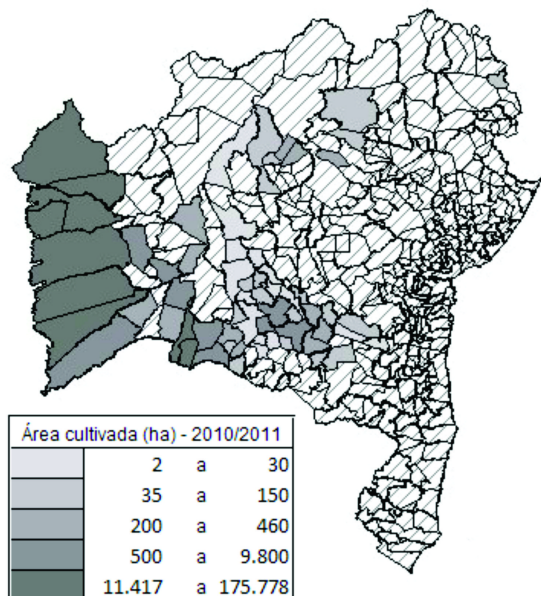 Área cultivada (ha) - 2010/2011
2 a 30
35 a 150
200 a 460
500 a 9.800
11.417 a 175.778